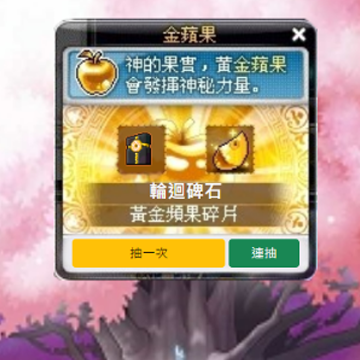 金蘋果
神的果實，黃金蘋果
會發揮神秘力量。
輪迴碑石
黃金頻果碎片
抽一次
連抽